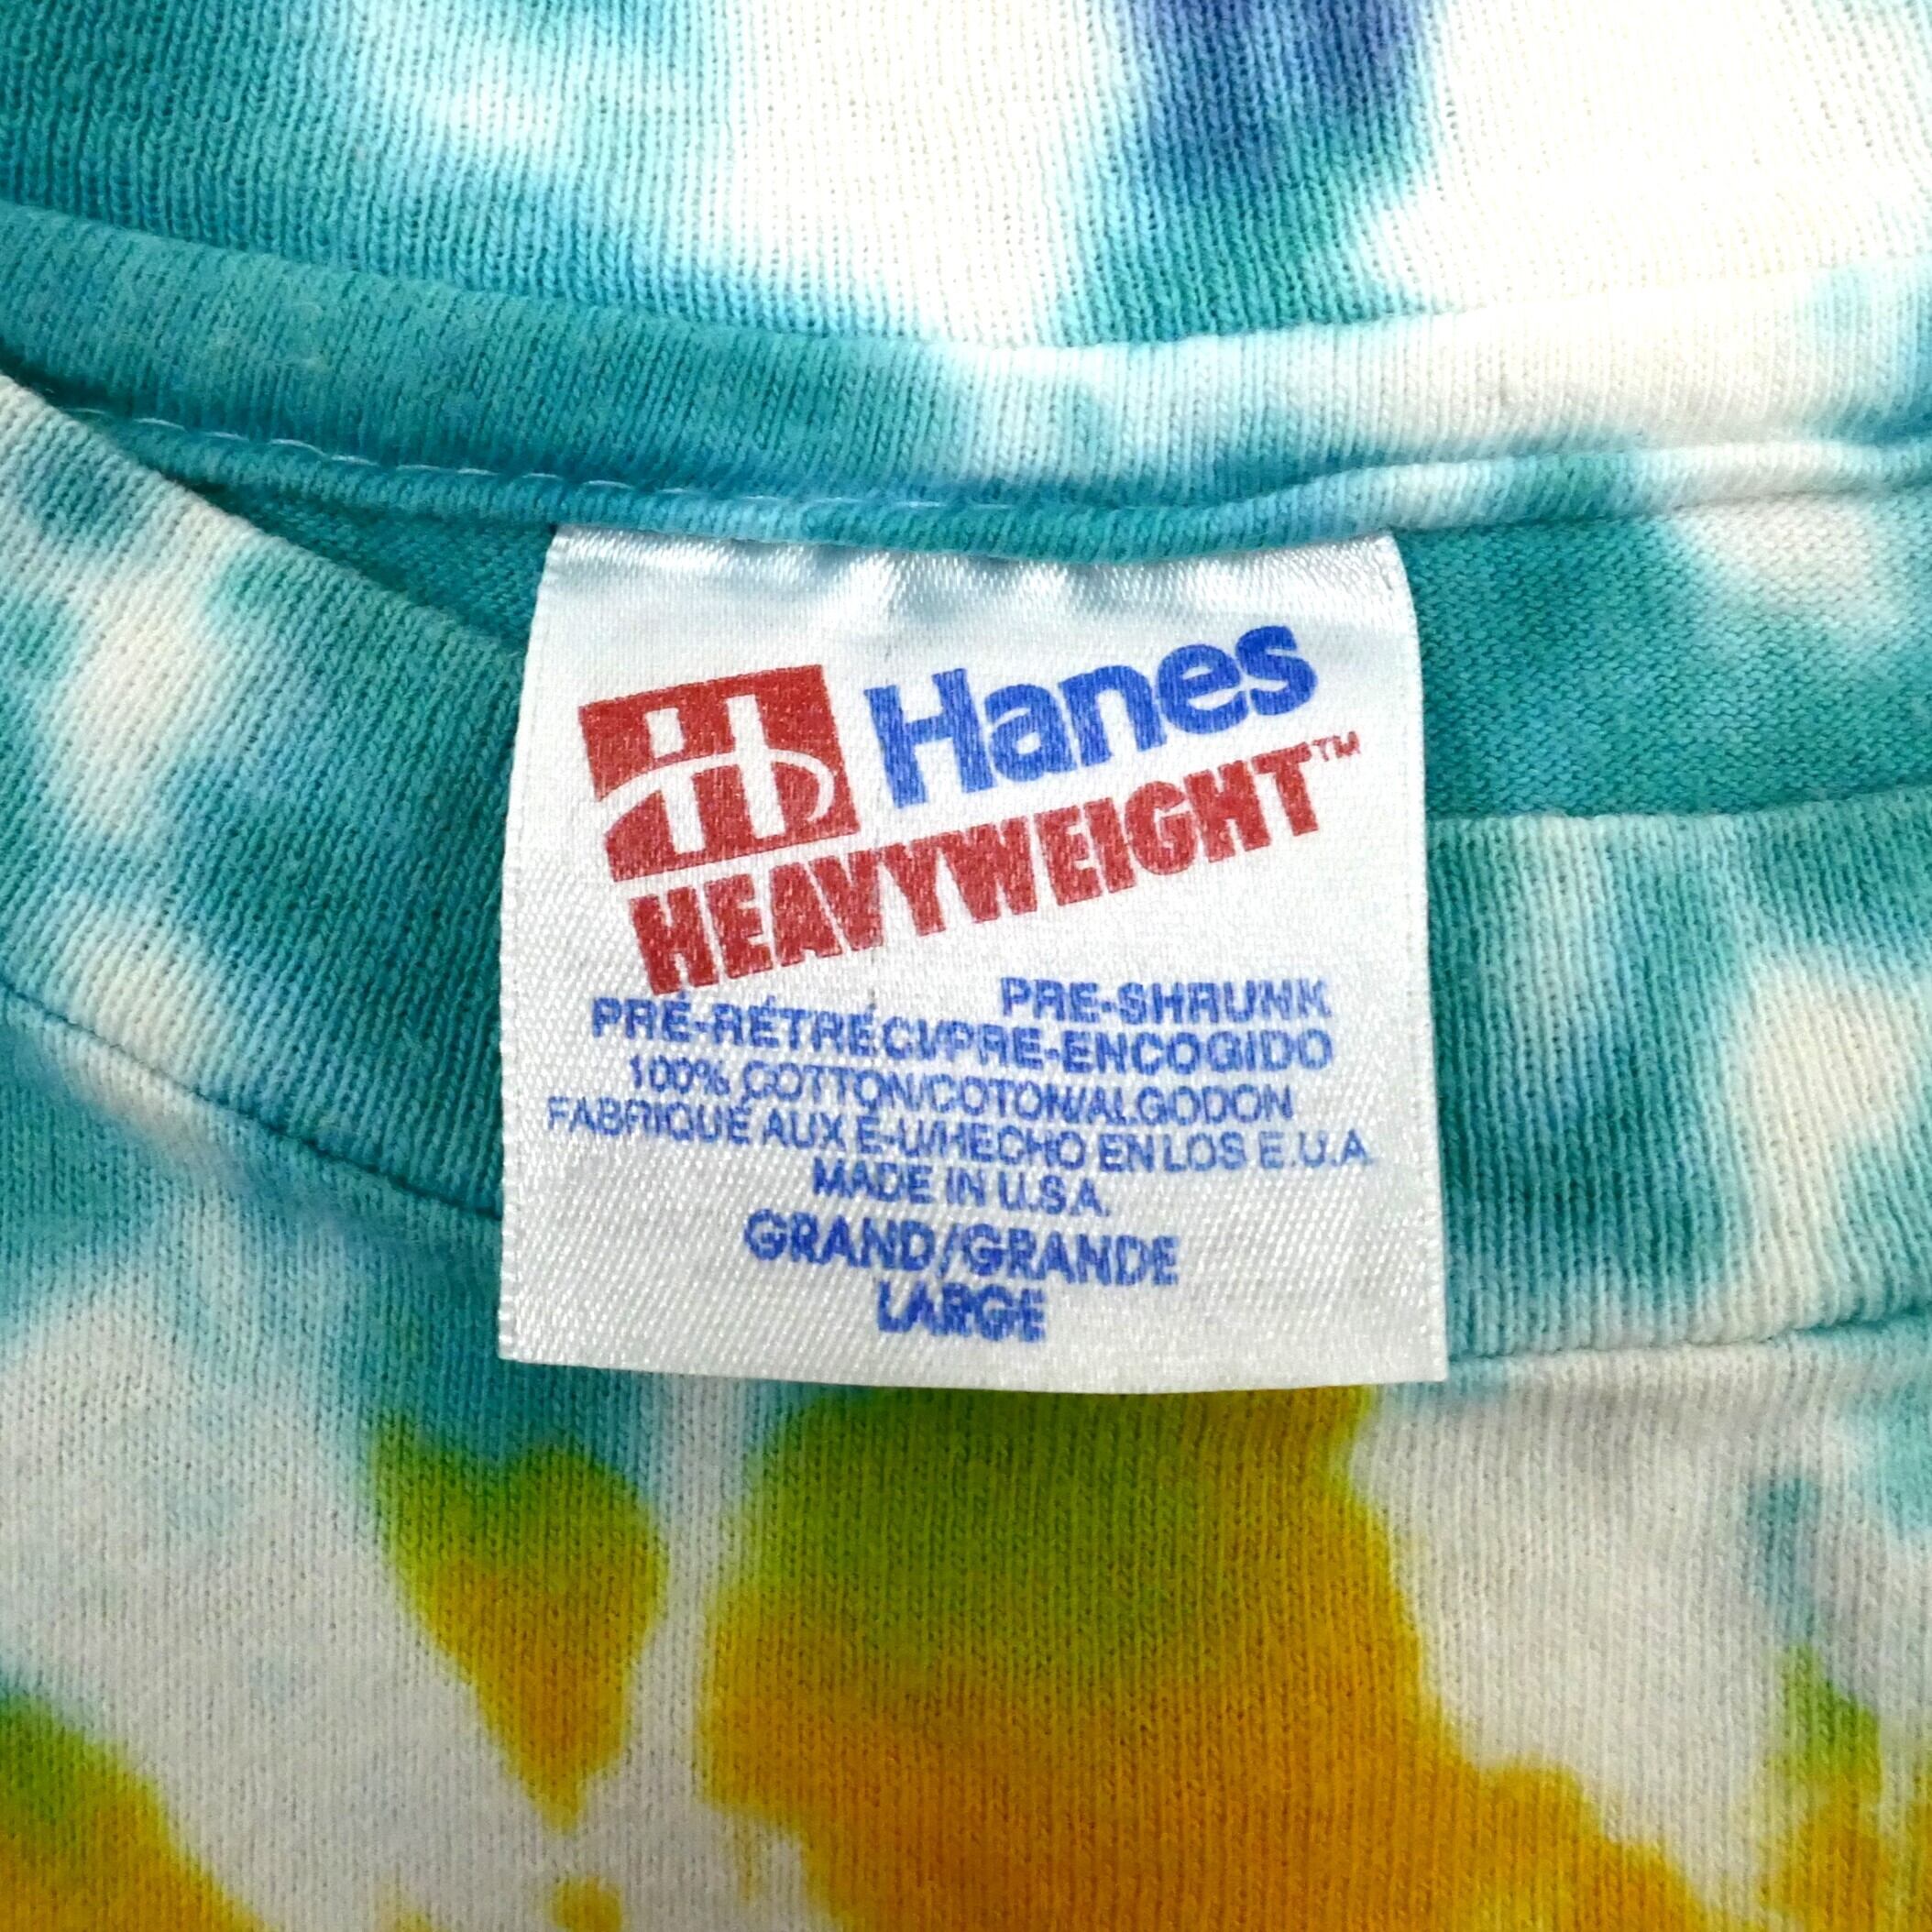 Hanes
HEAVYWEIGHT™
PRE-SHRUNK
PRÉ-RÉTRÉCI/PRE-ENCOGIDO
100% COTTON/COTON/ALGODON
FABRIQUÉ AUX É-U/HECHO EN LOS E.U.A.
MADE IN U.S.A.
GRAND/GRANDE
LARGE